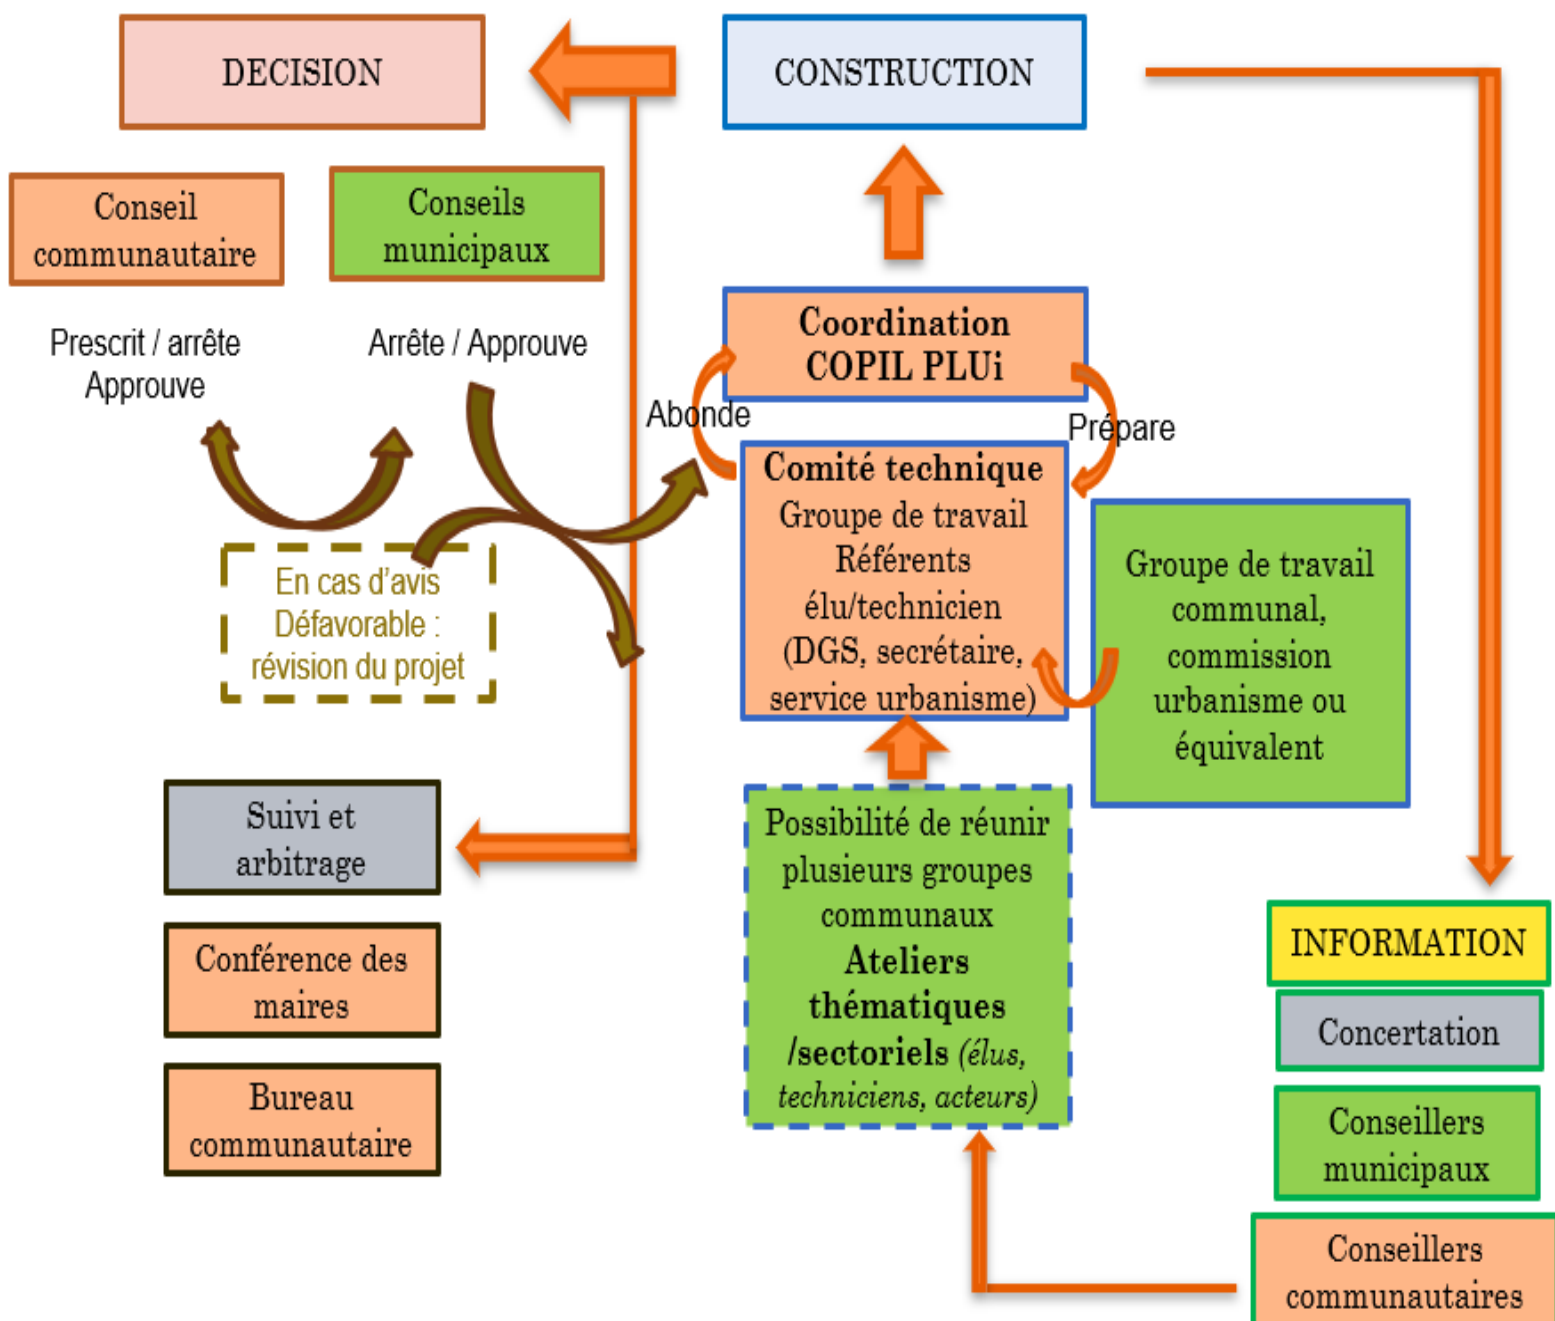 DECISION
CONSTRUCTION
Conseil
communautaire
Conseils
municipaux
Prescrit / arrête
Approuve
Arrête / Approuve
Coordination
COPIL PLUi
Abonde
Prépare
Comité technique
Groupe de travail
Référents
élu/technicien
(DGS, secrétaire,
service urbanisme)
Groupe de travail
communal,
commission
urbanisme ou
équivalent
En cas d'avis
Défavorable :
révision du projet
Suivi et
arbitrage
Conférence des
maires
Bureau
communautaire
Possibilité de réunir
plusieurs groupes
communaux
Ateliers
thématiques
/sectoriels (élus,
techniciens, acteurs)
INFORMATION
Concertation
Conseillers
municipaux
Conseillers
communautaires